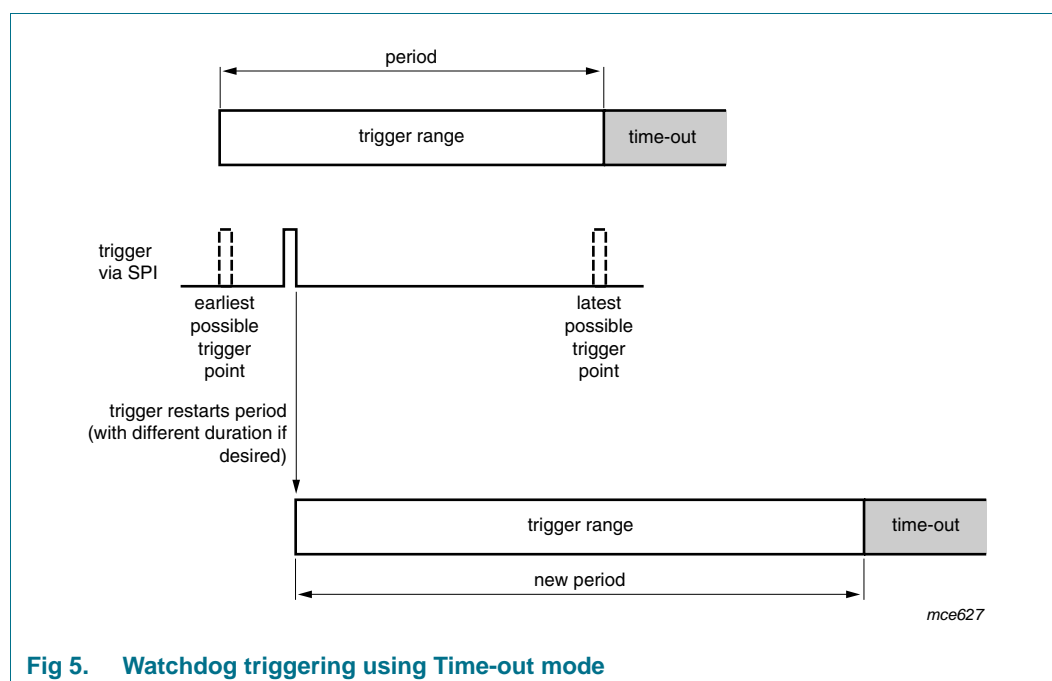 period
trigger range
time-out
trigger
via SPI
earliest
possible
trigger
point
latest
possible
trigger
point
trigger restarts period
(with different duration if
desired)
trigger range
time-out
new period
mce627
Fig 5. Watchdog triggering using Time-out mode